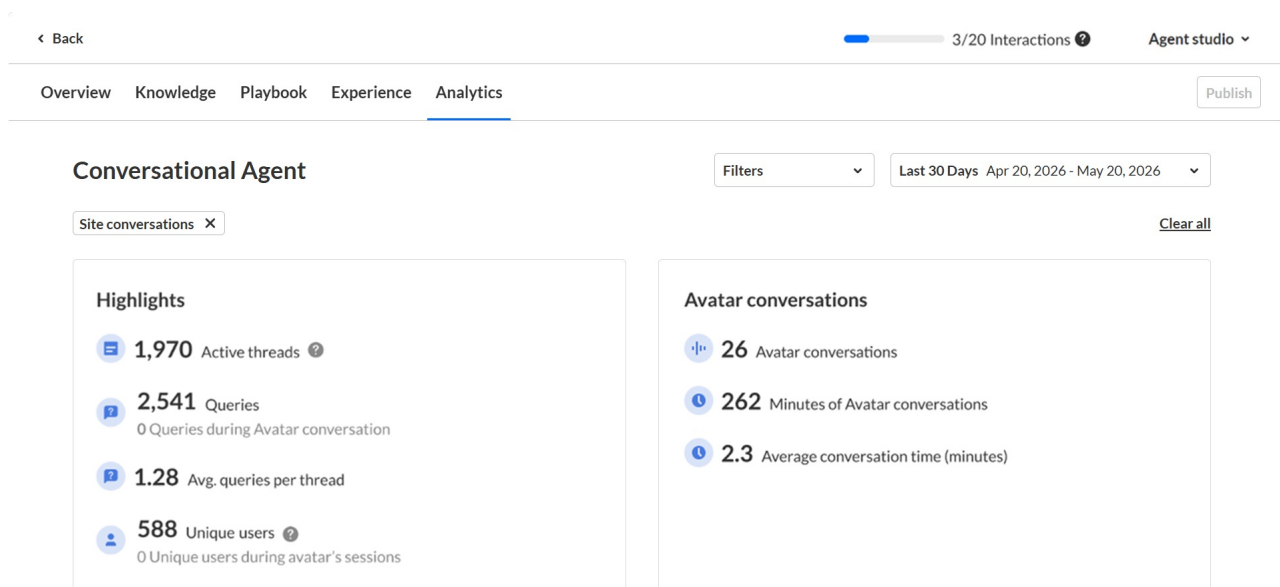 Back
3/20 Interactions ?
Agent studio
Overview Knowledge Playbook Experience Analytics
Publish
Conversational Agent
Filters
Last 30 Days Apr 20, 2026 - May 20, 2026
Site conversations
Clear all
Highlights
1,970 Active threads ?
2,541 Queries
0 Queries during Avatar conversation
1.28 Avg. queries per thread
588 Unique users ?
0 Unique users during avatar's sessions
Avatar conversations
26 Avatar conversations
262 Minutes of Avatar conversations
2.3 Average conversation time (minutes)